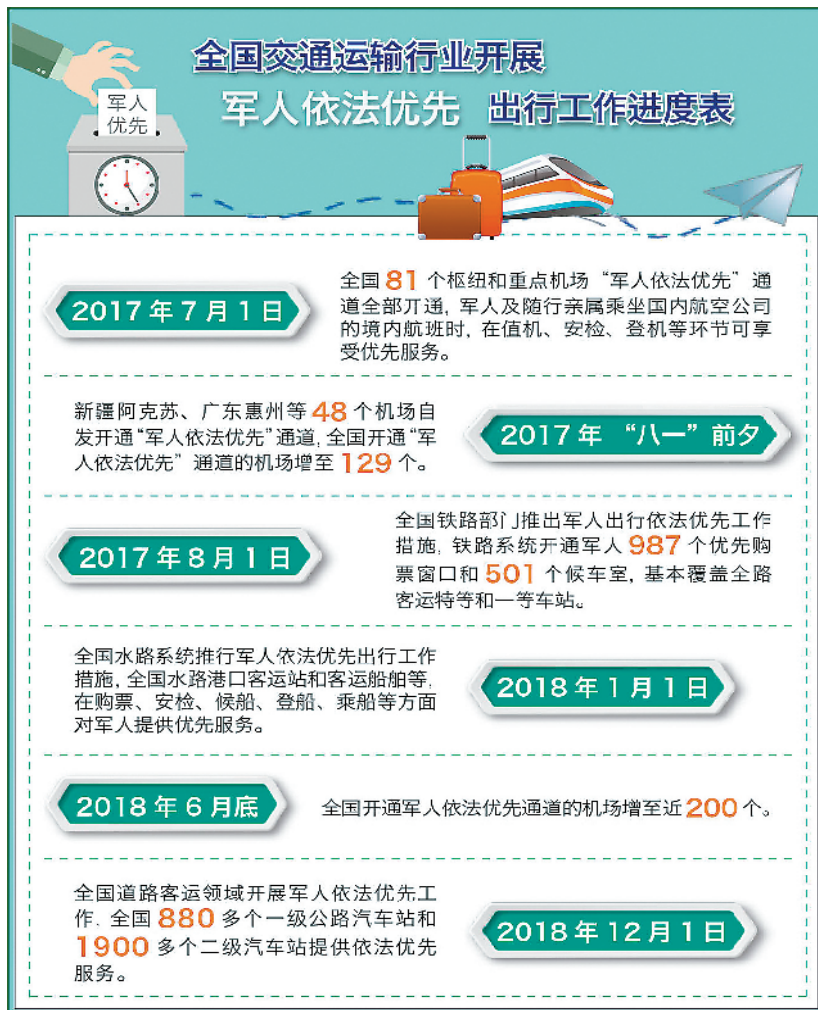 全国交通运输行业开展
军人依法优先 出行工作进度表
军人
优先
2017年7月1日
全国81个枢纽和重点机场“军人依法优先”通
道全部开通,军人及随行亲属乘坐国内航空公司
的境内航班时,在值机、安检、登机等环节可享
受优先服务。
新疆阿克苏、广东惠州等48个机场自
发开通“军人依法优先”通道,全国开通“军
人依法优先”通道的机场增至129个。
2017年“八一”前夕
2017年8月1日
全国铁路部门推出军人出行依法优先工作
措施,铁路系统开通军人987个优先购
票窗口和501个候车室,基本覆盖全路
客运特等和一等车站。
全国水路系统推行军人依法优先出行工作
措施,全国水路港口客运站和客运船舶等,
在购票、安检、候船、登船、乘船等方面
对军人提供优先服务。
2018年1月1日
2018年6月底
全国开通军人依法优先通道的机场增至近200个。
全国道路客运领域开展军人依法优先工
作、全国880多个一级公路汽车站和
1900多个二级汽车站提供依法优先
服务。
2018年12月1日